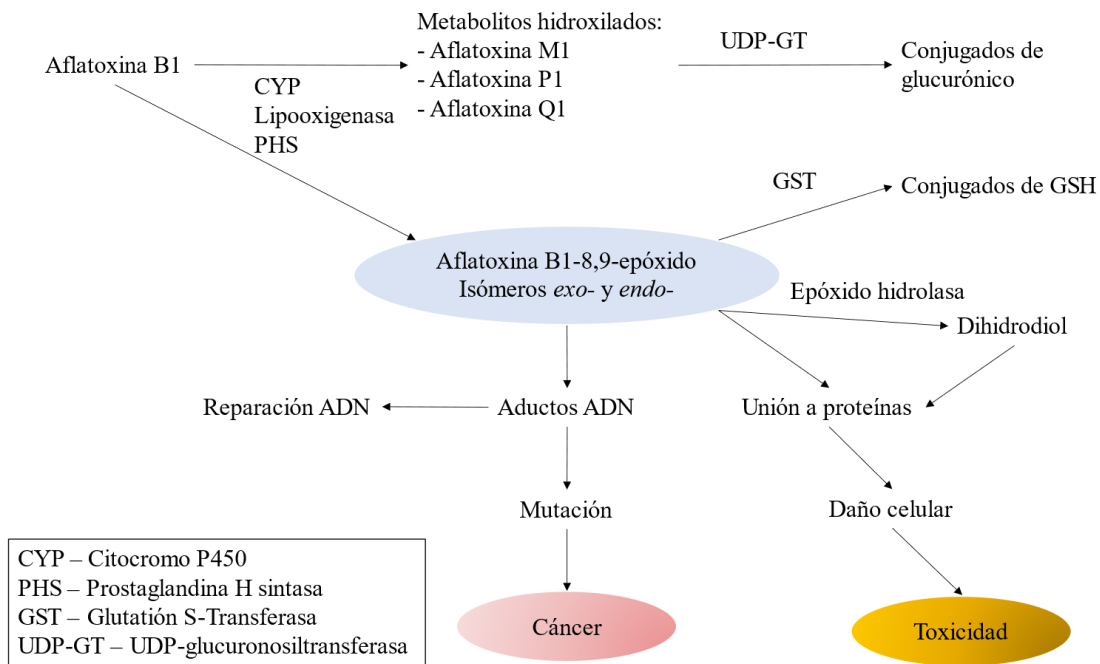 Aflatoxina B1
CYP
Lipooxigenasa
PHS
Metabolitos hidroxilados:
- Aflatoxina M1
- Aflatoxina P1
- Aflatoxina Q1
UDP-GT
Conjugados de
glucurónico
GST
Conjugados de GSH
Aflatoxina B1-8,9-epóxido
Isómeros exo- y endo-
Epóxido hidrolasa
Dihidrodiol
Reparación ADN
Aductos ADN
Unión a proteínas
Mutación
Daño celular
Cáncer
Toxicidad
CYP – Citocromo P450
PHS – Prostaglandina H sintasa
GST – Glutatión S-Transferasa
UDP-GT – UDP-glucuronosiltransferasa